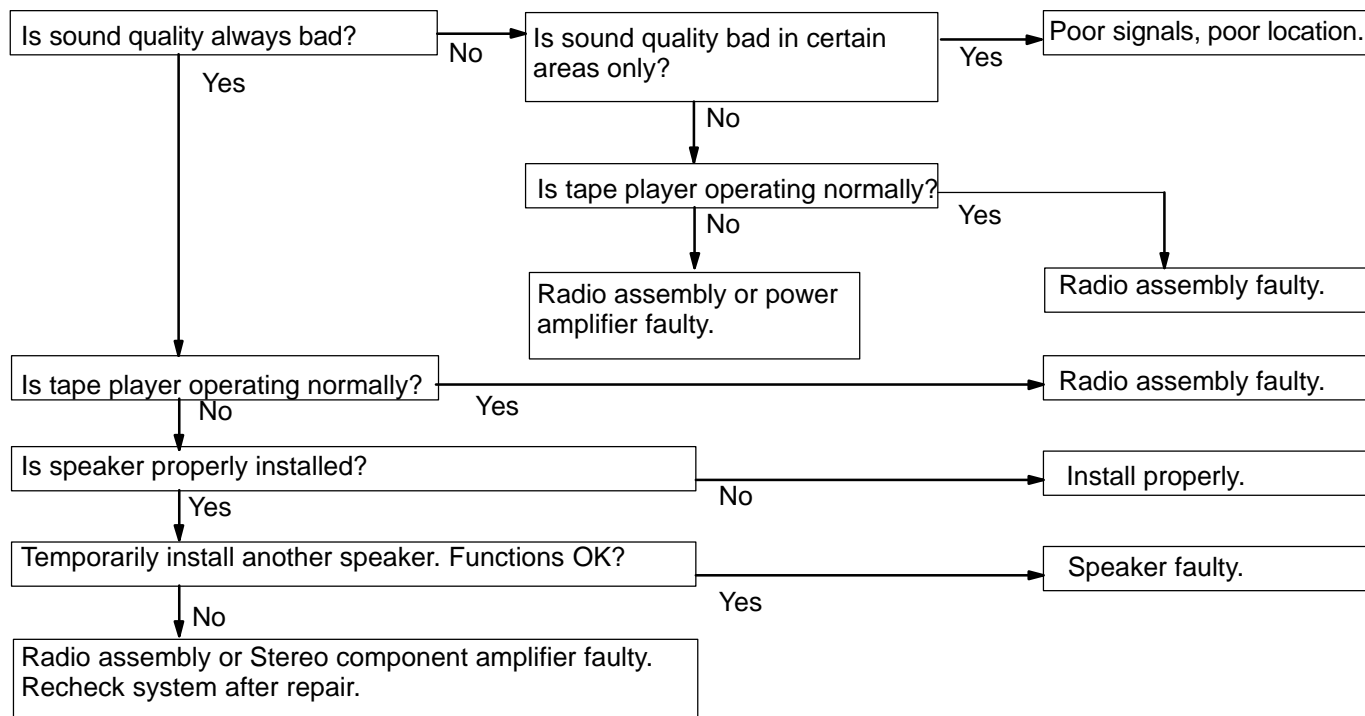 Is sound quality always bad?
No
Is sound quality bad in certain
areas only?
Yes
Poor signals, poor location.
Yes
No
Is tape player operating normally?
Yes
No
Radio assembly or power
amplifier faulty.
Radio assembly faulty.
Is tape player operating normally?
Yes
Radio assembly faulty.
No
Is speaker properly installed?
No
Install properly.
Yes
Temporarily install another speaker. Functions OK?
Yes
Speaker faulty.
No
Radio assembly or Stereo component amplifier faulty.
Recheck system after repair.